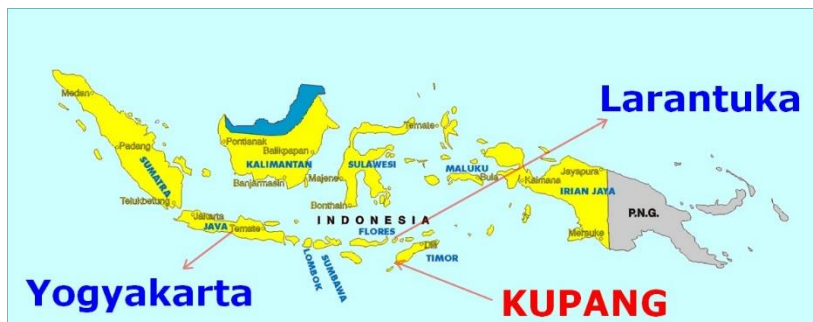 Larantuka
Medan
Ternate
Pontianak
Padang
Balikpapan
KALIMANTAN
SULAWESI
MALUKU
Bula
Jayapura
Kaimana
SUMATRA
Banjarmasin
Majene
IRIAN JAYA
Telukbetung
Bonthain
P.N.G.
Jakarta
INDONESIA
JAVA
Ternate
FLORES
Merauke
Dili
TIMOR
LOMBOK
SUMBAWA
Yogyakarta
KUPANG